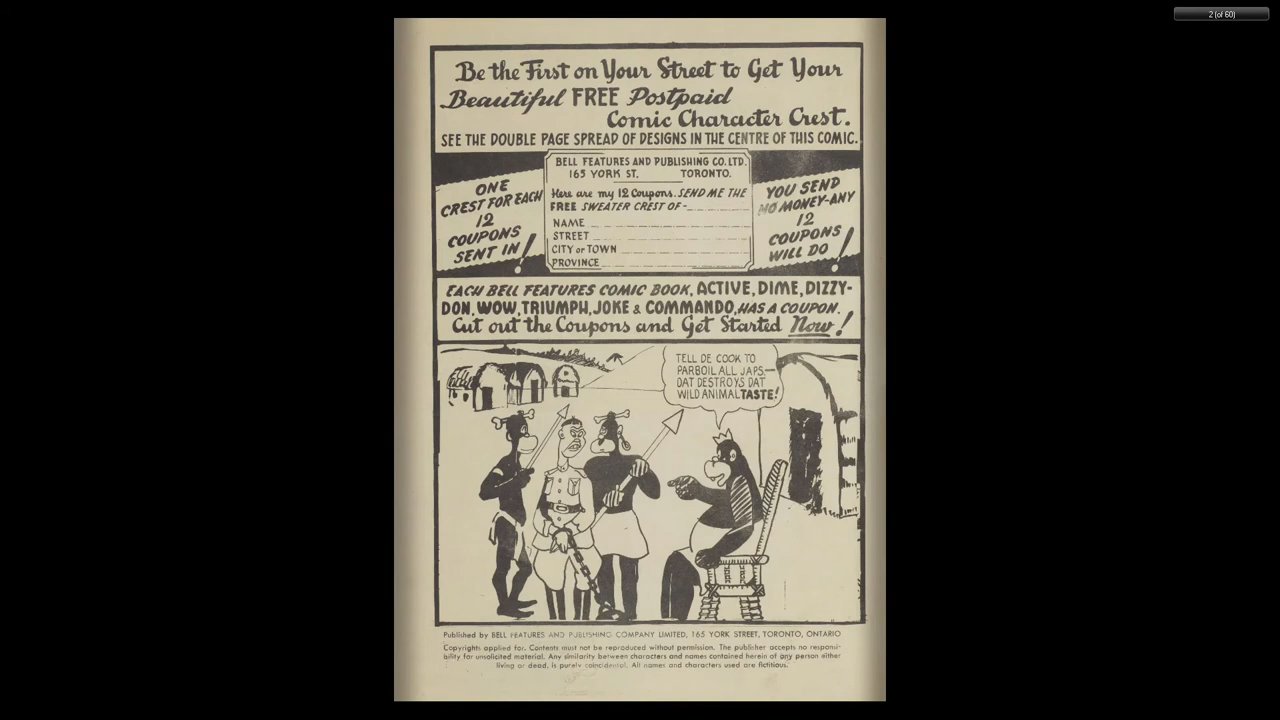 2 (of 60)
Be the First on Your Street to Get Your
Beautiful FREE Postpaid
Comic Character Crest.
SEE THE DOUBLE PAGE SPREAD OF DESIGNS IN THE CENTRE OF THIS COMIC.
ONE
CREST FOR EACH
12
COUPONS
SENT IN!
BELL FEATURES AND PUBLISHING CO. LTD.
165 YORK ST. TORONTO.
Here are my 12 Coupons. SEND ME THE
FREE SWEATER CREST OF-
NAME
STREET
CITY or TOWN
PROVINCE
YOU SEND
NO MONEY-ANY
12
COUPONS
WILL DO!
EACH BELL FEATURES COMIC BOOK, ACTIVE, DIME, DIZZY-
DON, WOW, TRIUMPH, JOKE & COMMANDO, HAS A COUPON.
Cut out the Coupons and Get Started Now!
TELL DE COOK TO
PARBOIL ALL JAPS—
DAT DESTROYS DAT
WILD ANIMAL TASTE!
Published by BELL FEATURES AND PUBLISHING COMPANY LIMITED, 165 YORK STREET, TORONTO, ONTARIO
Copyrights applied for. Contents must not be reproduced without permission. The publisher accepts no responsi-
bility for unsolicited material. Any similarity between characters and names contained herein of any person either
living or dead, is purely coincidental. All names and characters used are fictitious.